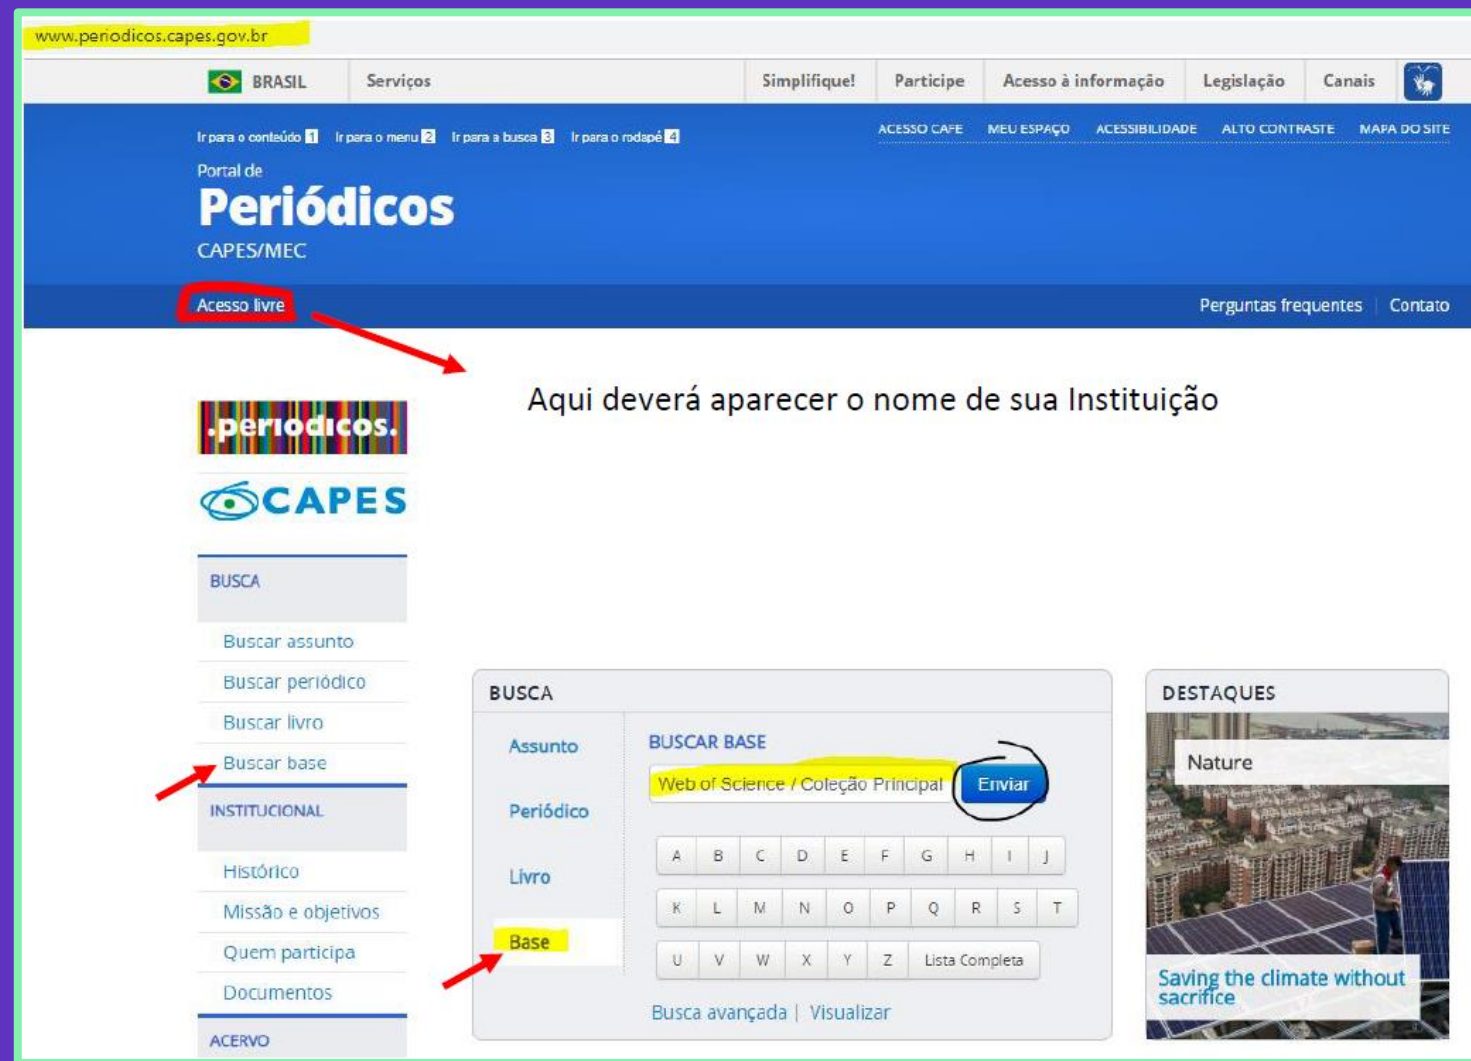 www.periodicos.capes.gov.br
BRASIL Serviços Simplifique! Participe Acesso à informação Legislação Canais
Ir para o conteúdo 1 Ir para o menu 2 Ir para a busca 3 Ir para o rodapé 4
ACESSO CAFE MEU ESPAÇO ACESSIBILIDADE ALTO CONTRASTE MAPA DO SITE
Portal de
Periódicos
CAPES/MEC
Acesso livre Perguntas frequentes | Contato
Aqui deverá aparecer o nome de sua Instituição
.periodicos.
CAPES
BUSCA
Buscar assunto
Buscar periódico
Buscar livro
Buscar base
INSTITUCIONAL
Histórico
Missão e objetivos
Quem participa
Documentos
ACERVO
BUSCA
Assunto
Periódico
Livro
Base
BUSCAR BASE
Web of Science / Coleção Principal Enviar
A B C D E F G H I J
K L M N O P Q R S T
U V W X Y Z Lista Completa
Busca avançada | Visualizar
DESTAQUES
Nature
Saving the climate without
sacrifice